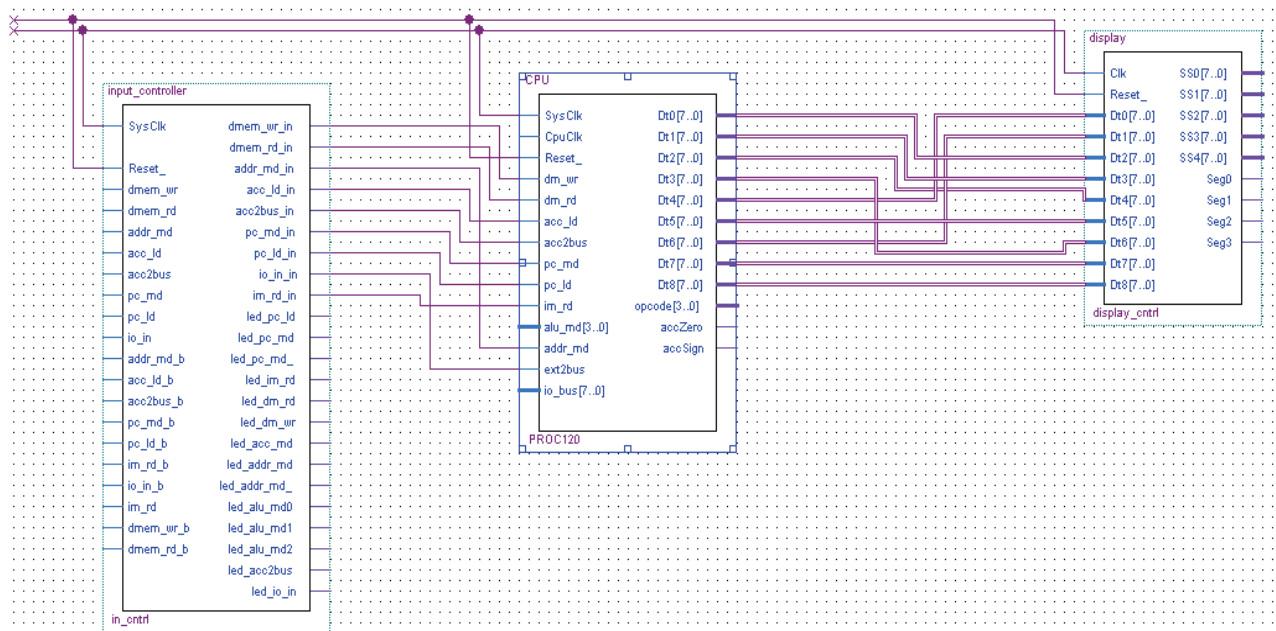 input_controller
SysClk
Reset_
dmem_wr
dmem_rd
addr_md
acc_ld
acc2bus
pc_md
pc_ld
io_in
addr_md_b
acc_ld_b
acc2bus_b
pc_md_b
pc_ld_b
im_rd_b
io_in_b
im_rd
dmem_wr_b
dmem_rd_b
dmem_wr_in
dmem_rd_in
addr_md_in
acc_ld_in
acc2bus_in
pc_md_in
pc_ld_in
io_in_in
im_rd_in
led_pc_ld
led_pc_md
led_pc_md_
led_im_rd
led_dm_rd
led_dm_wr
led_acc_md
led_addr_md
led_addr_md_
led_alu_md0
led_alu_md1
led_alu_md2
led_acc2bus
led_io_in
in_cntrl
CPU
SysClk
CpuClk
Reset_
dm_wr
dm_rd
acc_ld
acc2bus
pc_md
pc_ld
im_rd
alu_md[3..0]
addr_md
ext2bus
io_bus[7..0]
Dt0[7..0]
Dt1[7..0]
Dt2[7..0]
Dt3[7..0]
Dt4[7..0]
Dt5[7..0]
Dt6[7..0]
Dt7[7..0]
Dt8[7..0]
opcode[3..0]
accZero
accSign
PROC120
display
Clk
Reset_
Dt0[7..0]
Dt1[7..0]
Dt2[7..0]
Dt3[7..0]
Dt4[7..0]
Dt5[7..0]
Dt6[7..0]
Dt7[7..0]
Dt8[7..0]
SS0[7..0]
SS1[7..0]
SS2[7..0]
SS3[7..0]
SS4[7..0]
Seg0
Seg1
Seg2
Seg3
display_cntrl